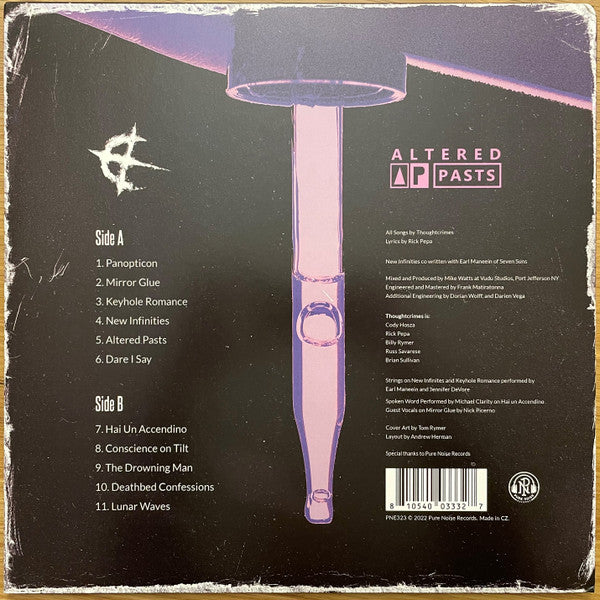 ALTERED
AP PASTS
Side A
1. Panopticon
2. Mirror Glue
3. Keyhole Romance
4. New Infinities
5. Altered Pasts
6. Dare I Say
Side B
7. Hai Un Accendino
8. Conscience on Tilt
9. The Drowning Man
10. Deathbed Confessions
11. Lunar Waves
All Songs by Thoughtcrimes
Lyrics by Rick Pepa
New Infinities co written with Earl Maneein of Seven Suns
Mixed and Produced by Mike Watts at Vudu Studios, Port Jefferson NY
Engineered and Mastered by Frank Matiratonna
Additional Engineering by Dorian Wolff, and Darien Vega
Thoughtcrimes is:
Cody Hosza
Rick Pepa
Billy Rymer
Russ Savarese
Brian Sullivan
Strings on New Infinites and Keyhole Romance performed by
Earl Maneein and Jennifer DeVore
Spoken Word Performed by Michael Clarity on Hai un Accendino
Guest Vocals on Mirror Glue by Nick Picerno
Cover Art by Tom Rymer
Layout by Andrew Herman
Special thanks to Pure Noise Records
8 10540 03332 7
PNE323 © 2022 Pure Noise Records. Made in CZ.